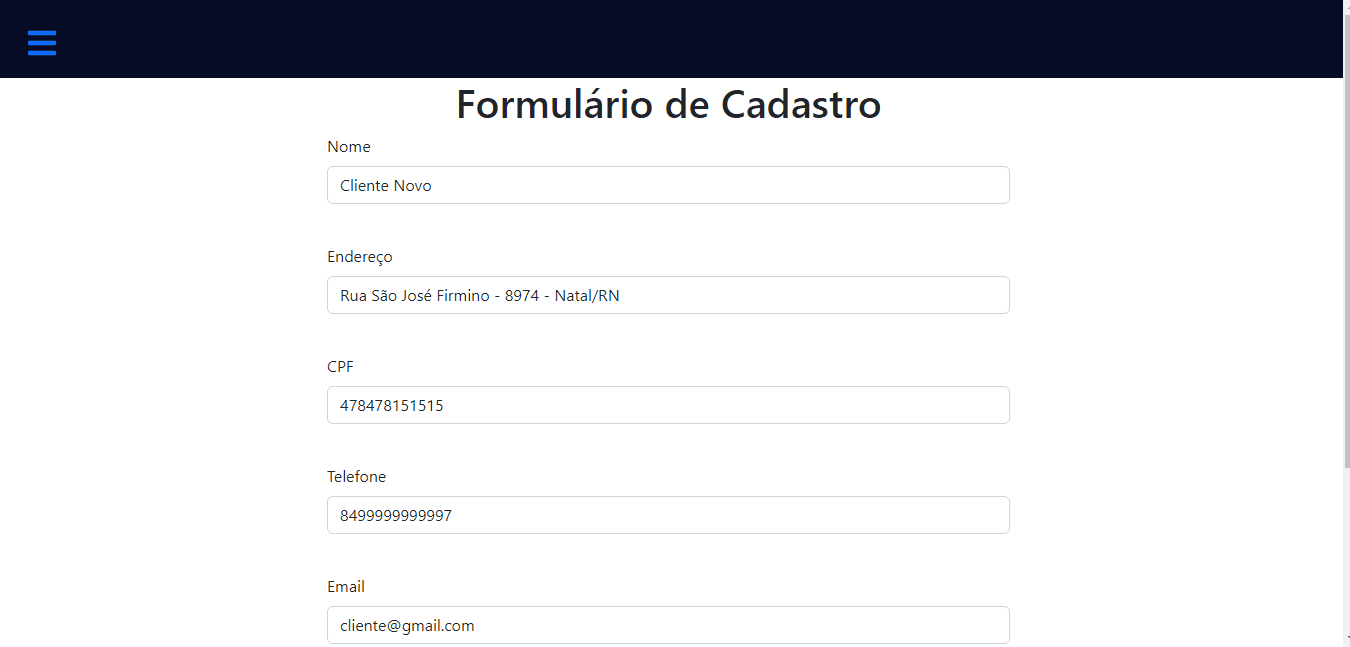 Formulário de Cadastro
Nome
Cliente Novo
Endereço
Rua São José Firmino - 8974 - Natal/RN
CPF
478478151515
Telefone
8499999999997
Email
cliente@gmail.com